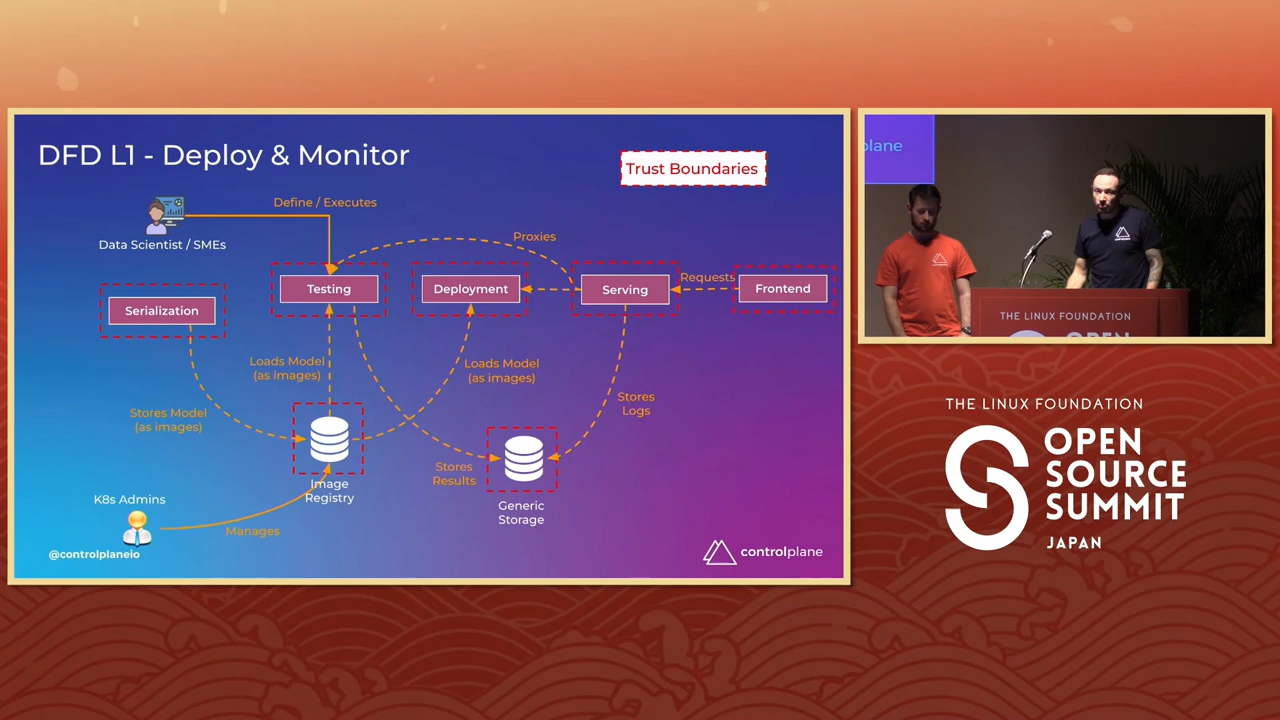 DFD L1 - Deploy & Monitor
Trust Boundaries
Define / Executes
Data Scientist / SMEs
Proxies
Requests
Testing
Deployment
Serving
Frontend
Serialization
Loads Model
(as images)
Loads Model
(as images)
Stores Model
(as images)
Stores
Logs
Stores
Results
Image
Registry
Generic
Storage
K8s Admins
Manages
@controlplaneio
controlplane
plane
THE LINUX FOUNDATION
THE LINUX FOUNDATION
OPEN
SOURCE
SUMMIT
JAPAN